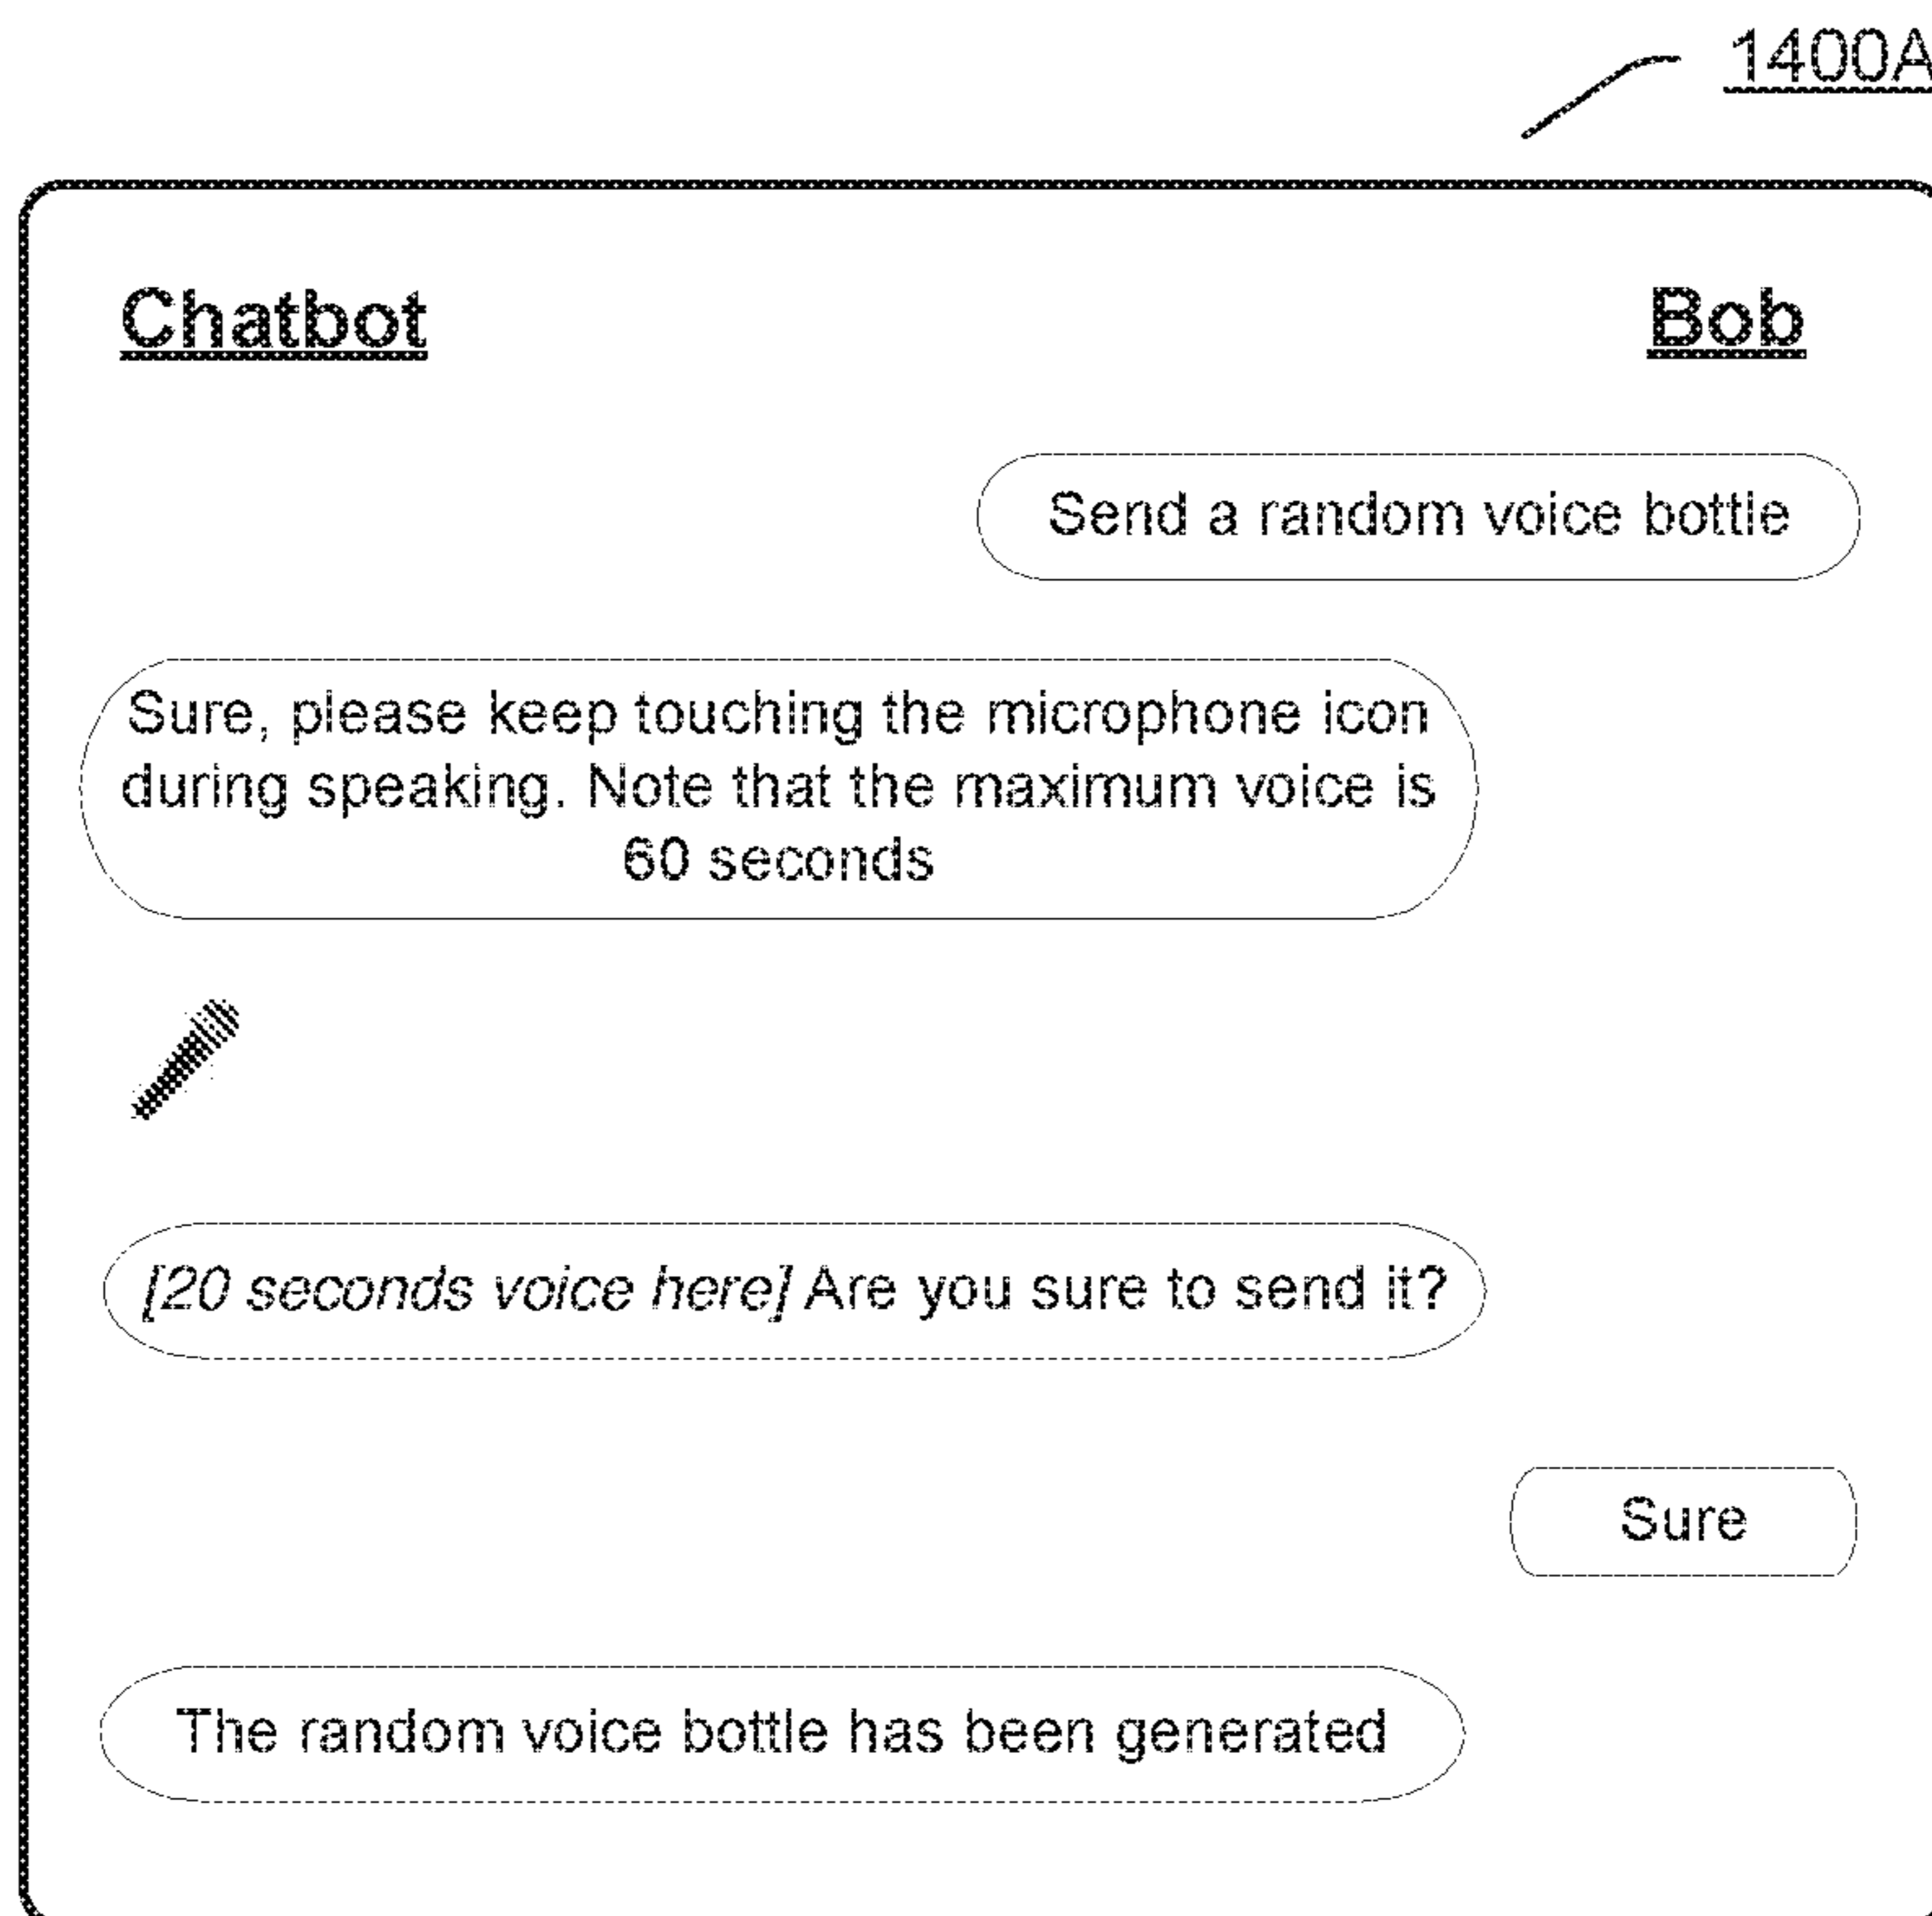 1400A
Chatbot
Bob
Send a random voice bottle
Sure, please keep touching the microphone icon
during speaking. Note that the maximum voice is
60 seconds
[20 seconds voice here] Are you sure to send it?
Sure
The random voice bottle has been generated